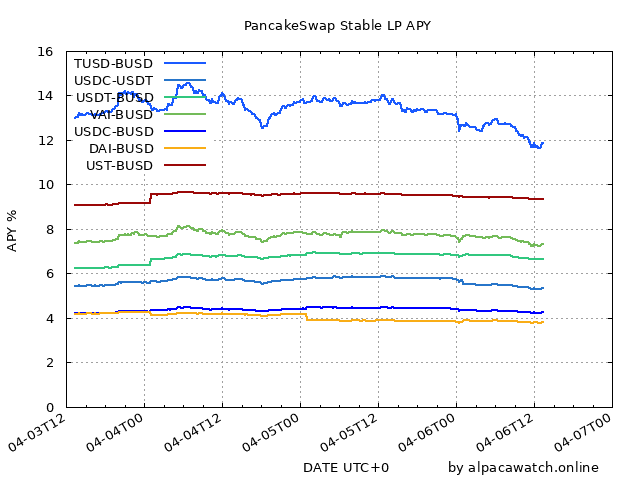 PancakeSwap Stable LP APY
16
14
12
10
8
6
4
2
0
APY %
TUSD-BUSD
USDC-USDT
USDT-BUSD
VAI-BUSD
USDC-BUSD
DAI-BUSD
UST-BUSD
04-03T12
04-04T00
04-04T12
04-05T00
04-05T12
04-06T00
04-06T12
04-07T00
DATE UTC+0
by alpacawatch.online